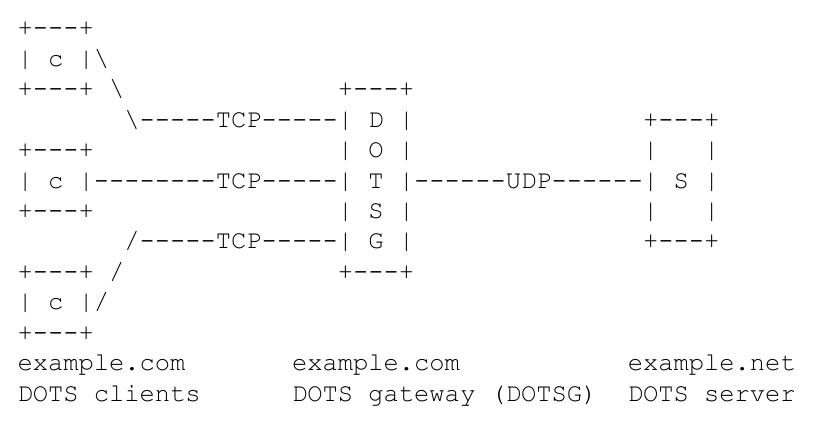 +---+
| c |\
+---+ \              +---+
       \-----TCP-----| D |               +---+
+---+                | O |               |   |
| c |--------TCP-----| T |------UDP------| S |
+---+                | S |               |   |
       /-----TCP-----| G |               +---+
+---+ /              +---+
| c |/
+---+
example.com       example.com           example.net
DOTS clients      DOTS gateway (DOTSG)  DOTS server